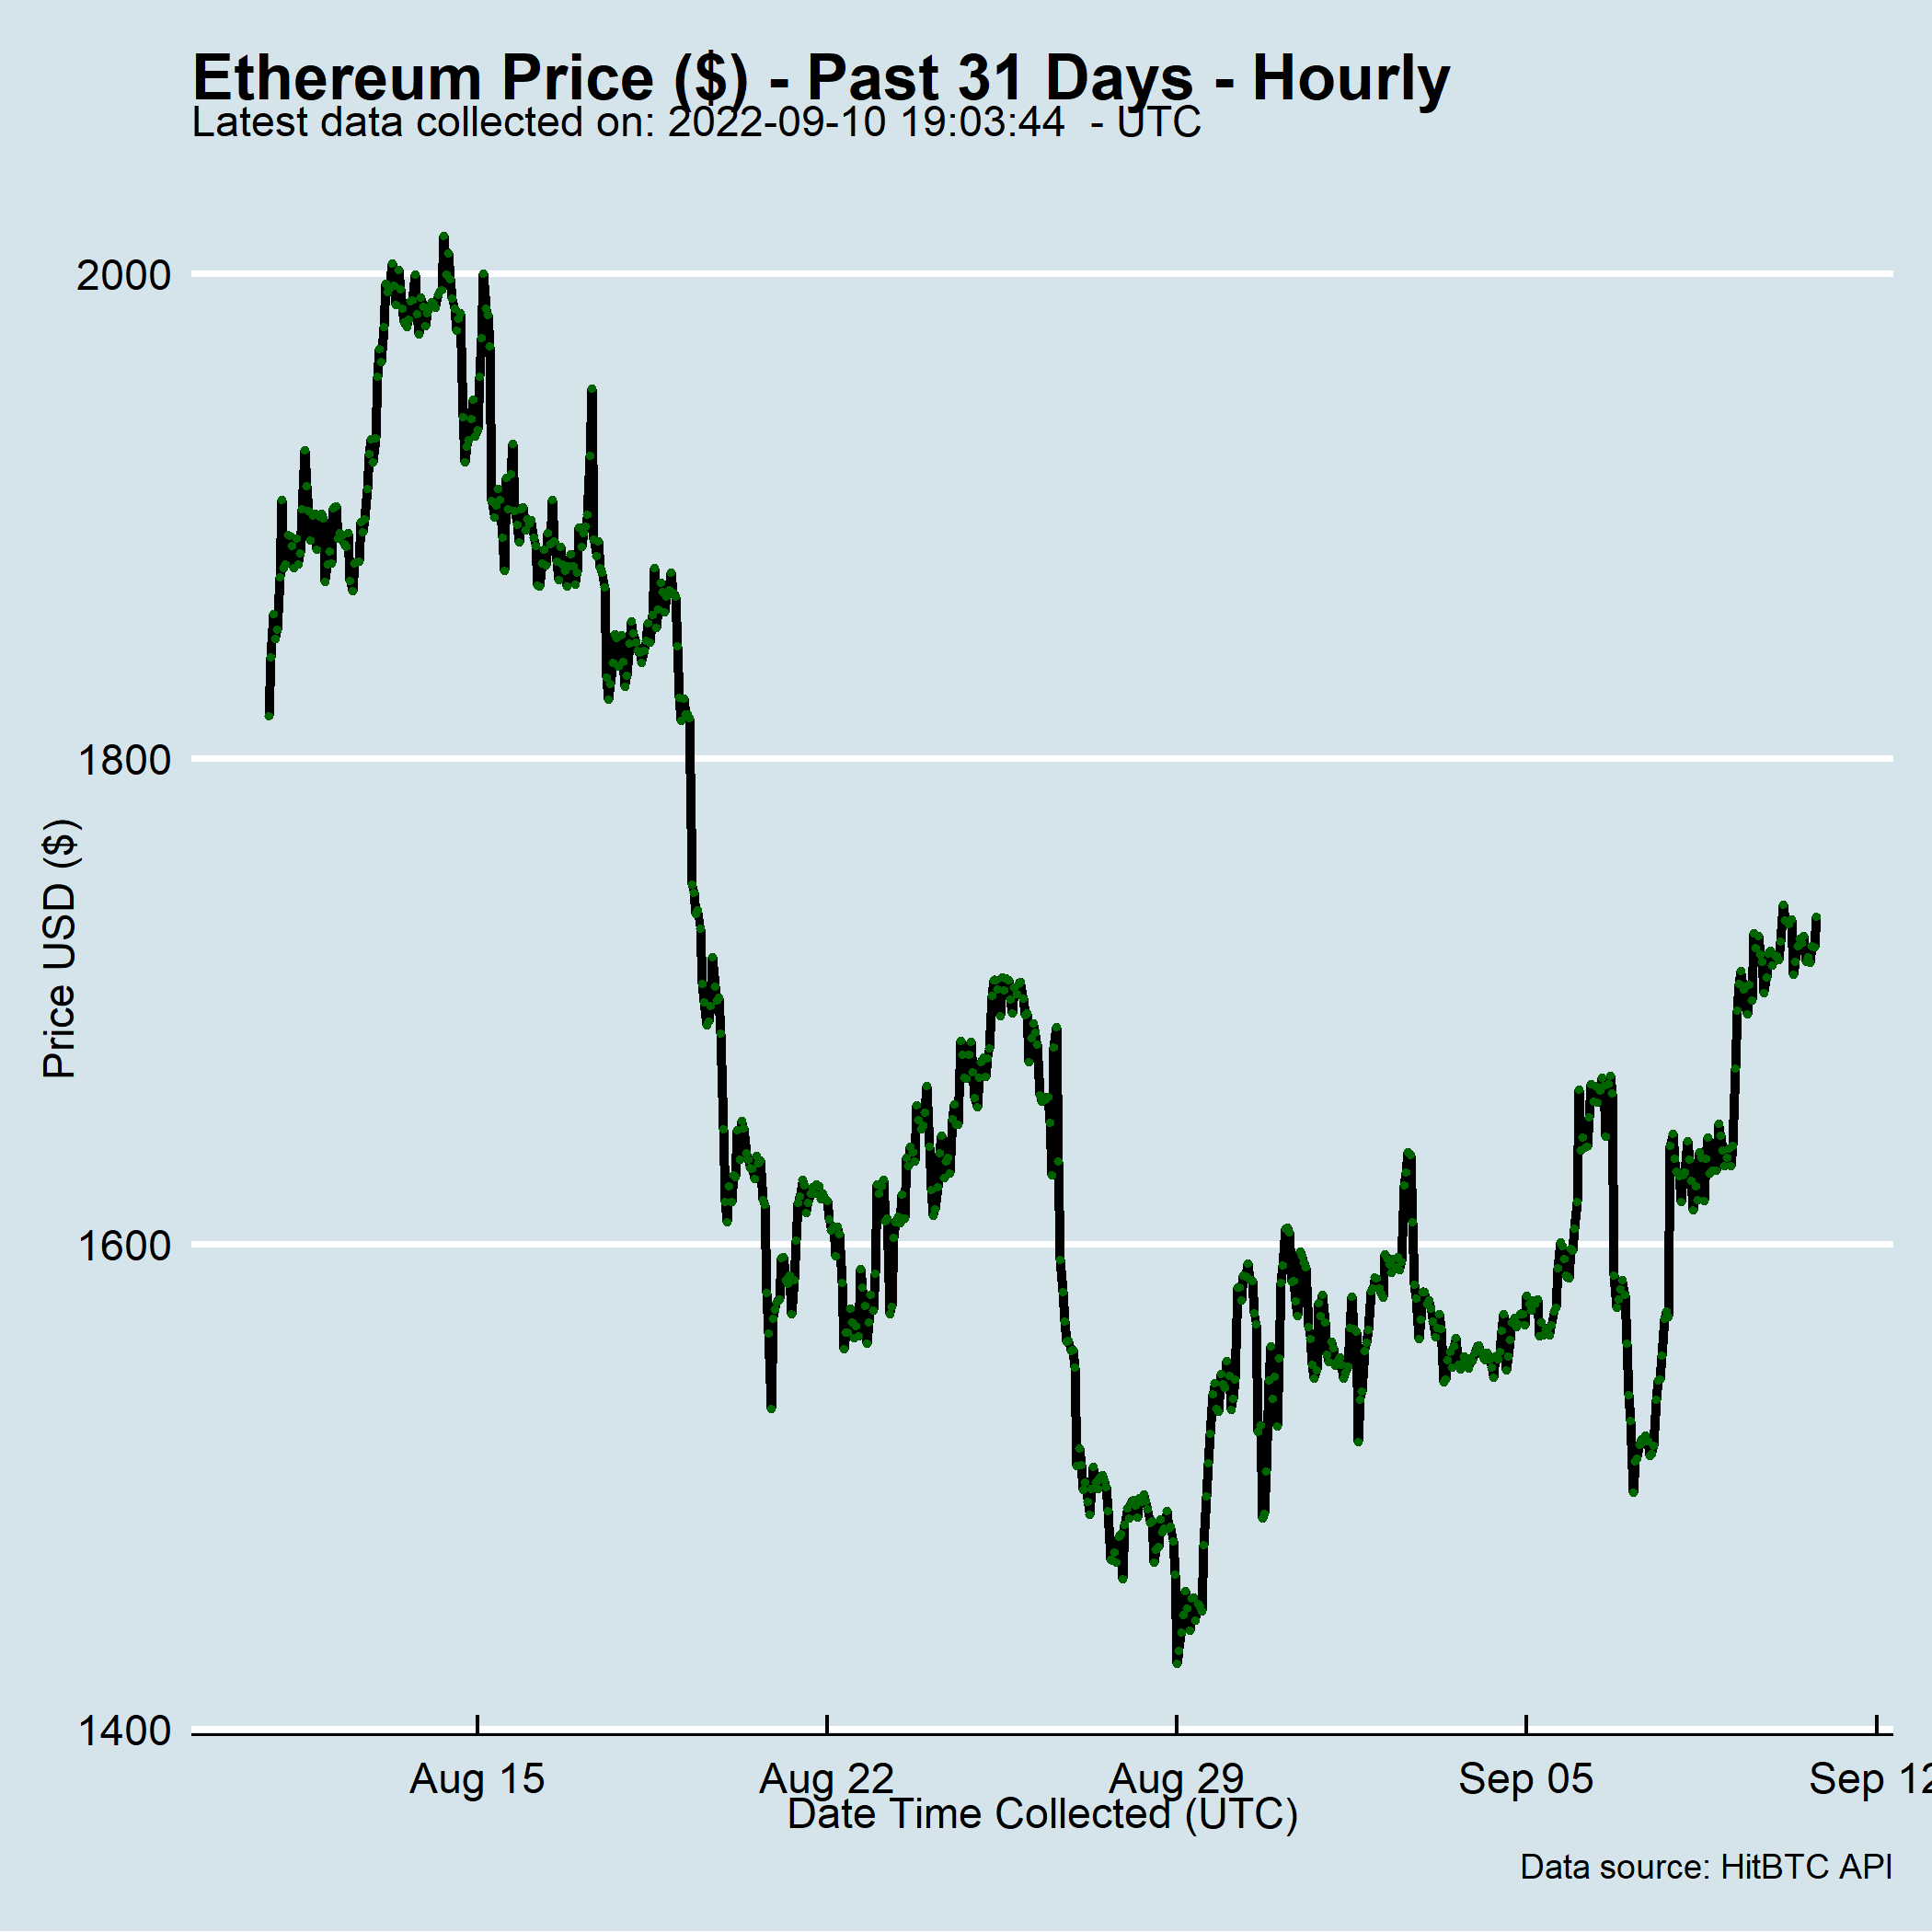 Ethereum Price ($) - Past 31 Days - Hourly
Latest data collected on: 2022-09-10 19:03:44  - UTC
Price USD ($)
2000
1800
1600
1400
Aug 15
Aug 22
Aug 29
Sep 05
Sep 12
Date Time Collected (UTC)
Data source: HitBTC API